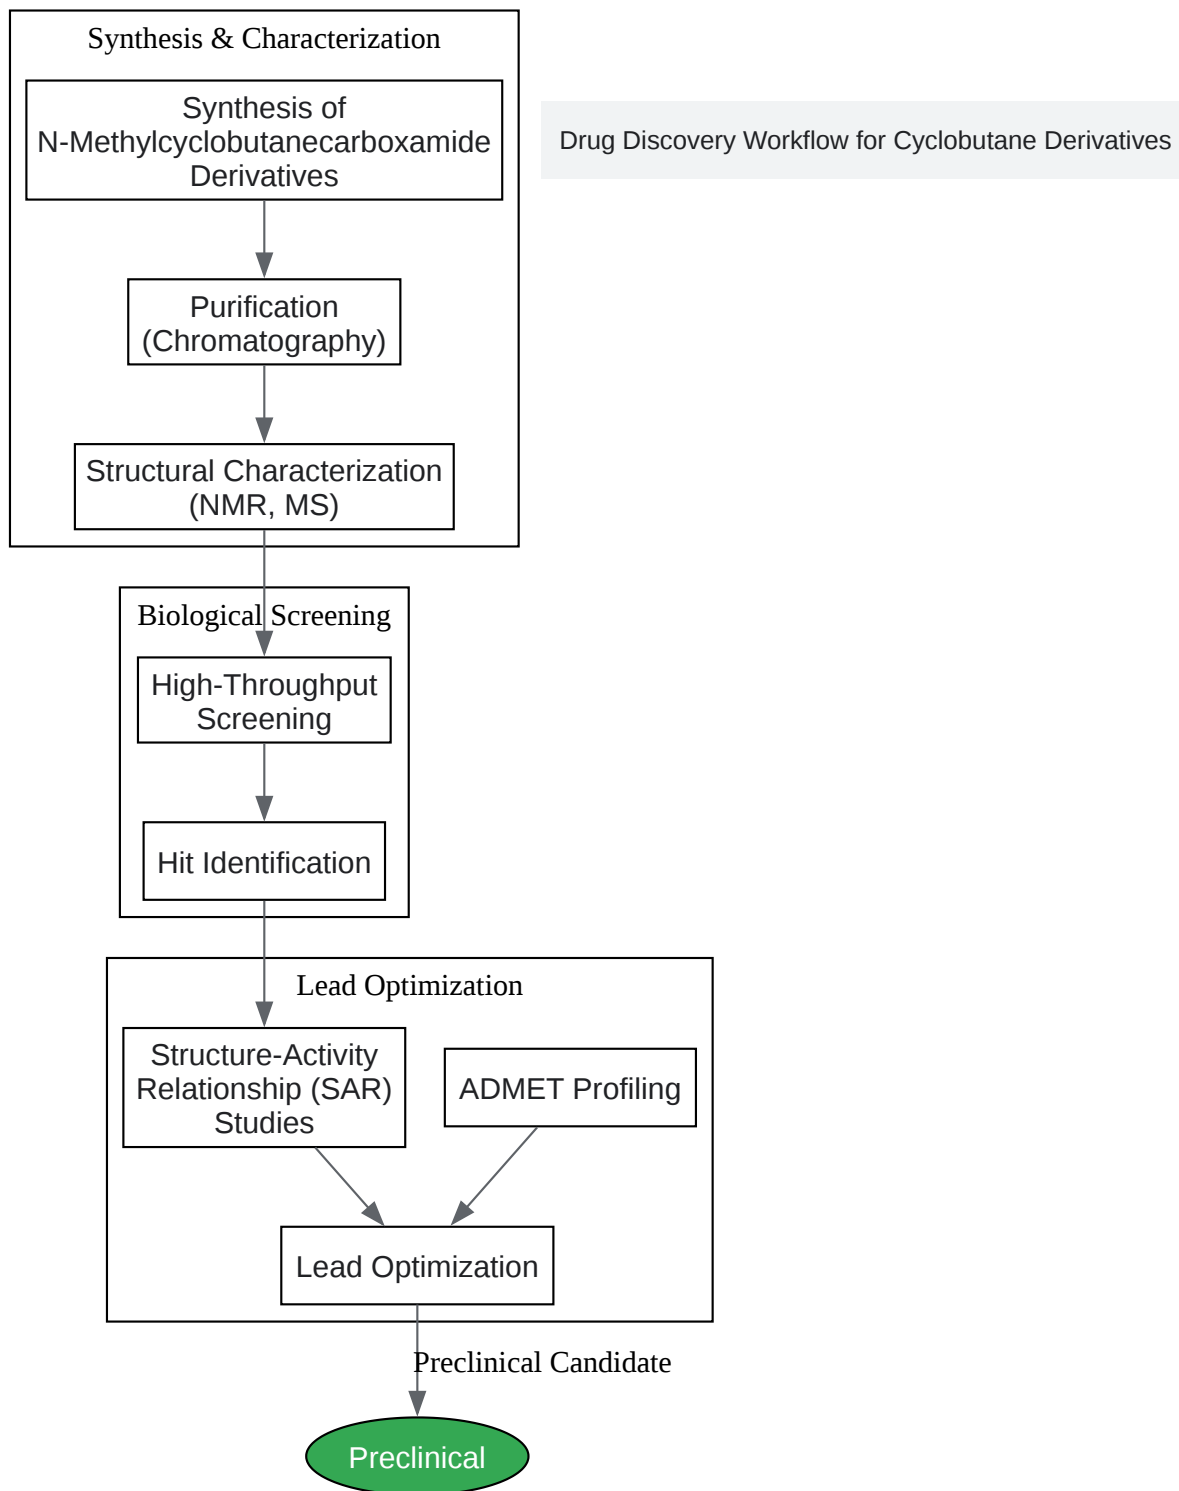 Synthesis & Characterization
Synthesis of
N-Methylcyclobutanecarboxamide
Derivatives
Drug Discovery Workflow for Cyclobutane Derivatives
Purification
(Chromatography)
Structural Characterization
(NMR, MS)
Biological Screening
High-Throughput
Screening
Hit Identification
Lead Optimization
Structure-Activity
Relationship (SAR)
Studies
ADMET Profiling
Lead Optimization
Preclinical Candidate
Preclinical